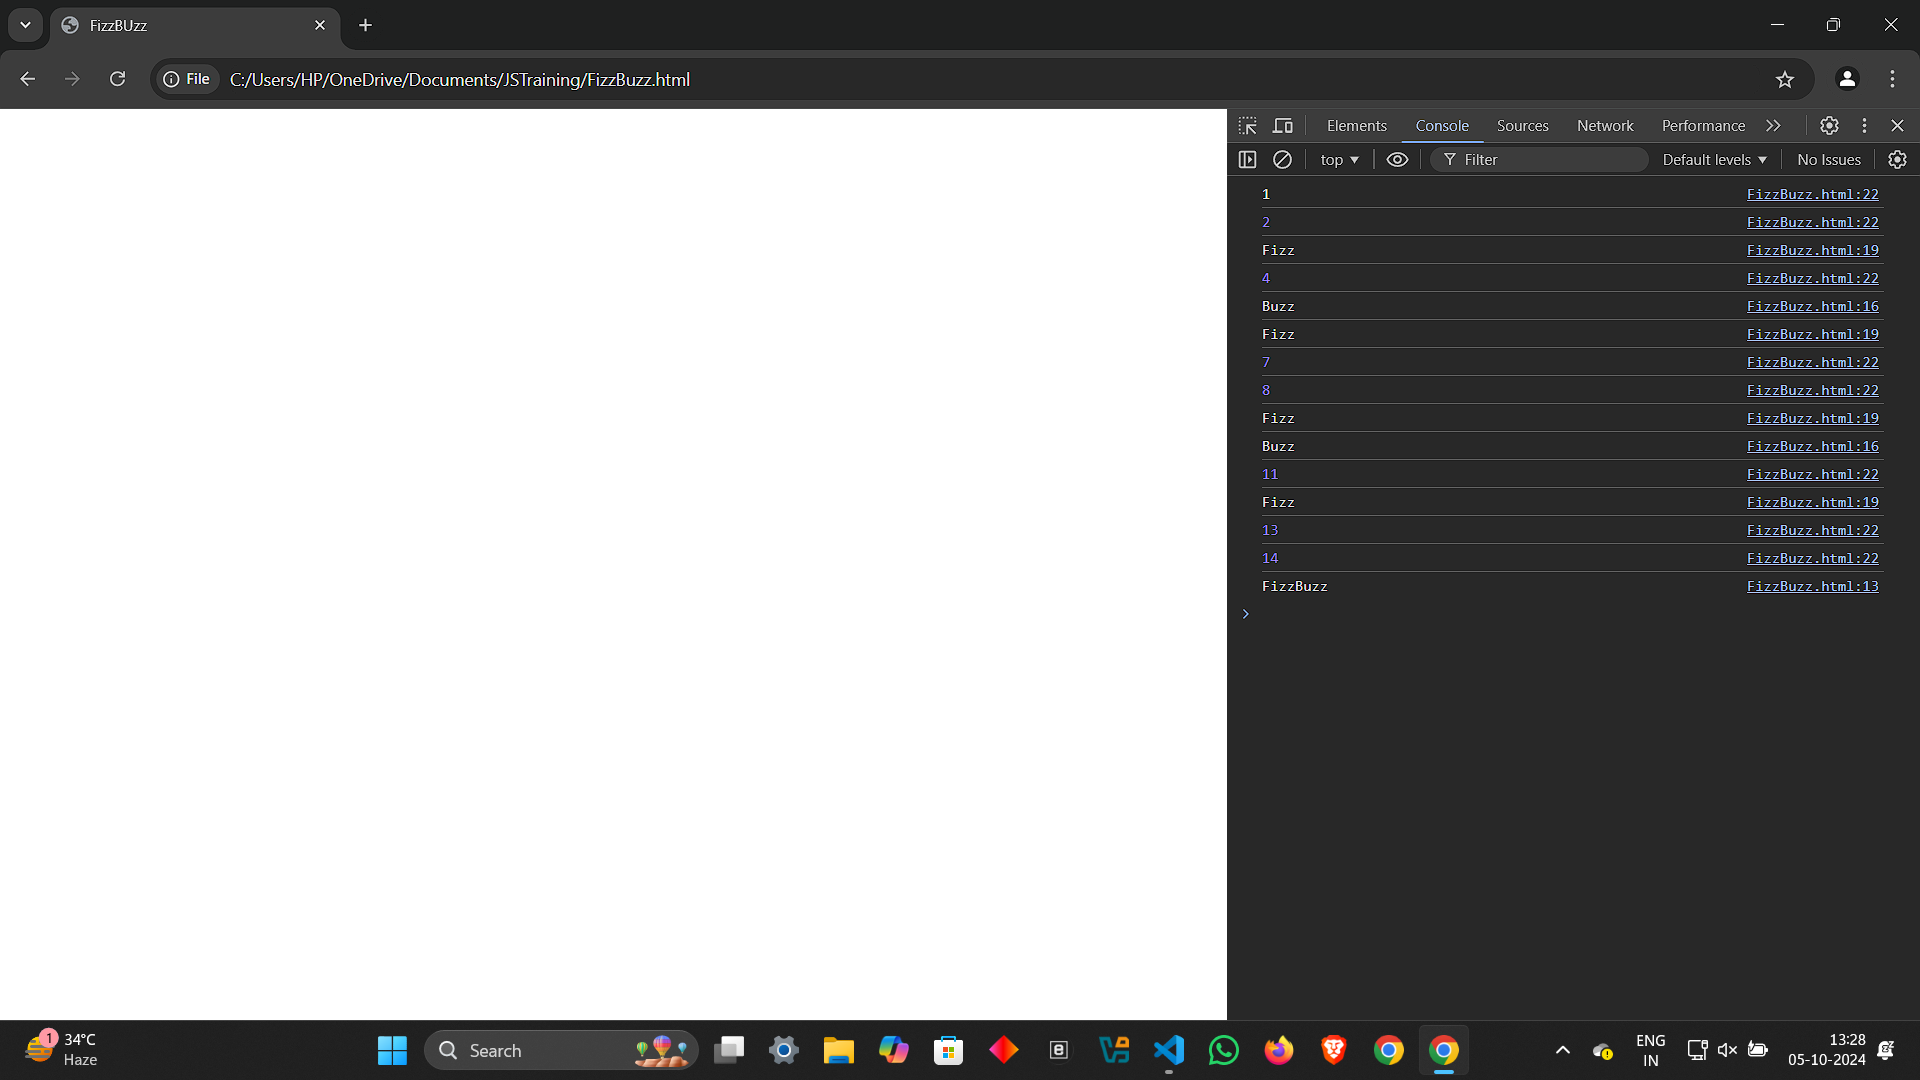 FizzBUzz
File C:/Users/HP/OneDrive/Documents/JSTraining/FizzBuzz.html
Elements Console Sources Network Performance
top Filter Default levels No Issues
1 FizzBuzz.html:22
2 FizzBuzz.html:22
Fizz FizzBuzz.html:19
4 FizzBuzz.html:22
Buzz FizzBuzz.html:16
Fizz FizzBuzz.html:19
7 FizzBuzz.html:22
8 FizzBuzz.html:22
Fizz FizzBuzz.html:19
Buzz FizzBuzz.html:16
11 FizzBuzz.html:22
Fizz FizzBuzz.html:19
13 FizzBuzz.html:22
14 FizzBuzz.html:22
FizzBuzz FizzBuzz.html:13
1 34°C
Haze
Search
ENG
IN
13:28
05-10-2024